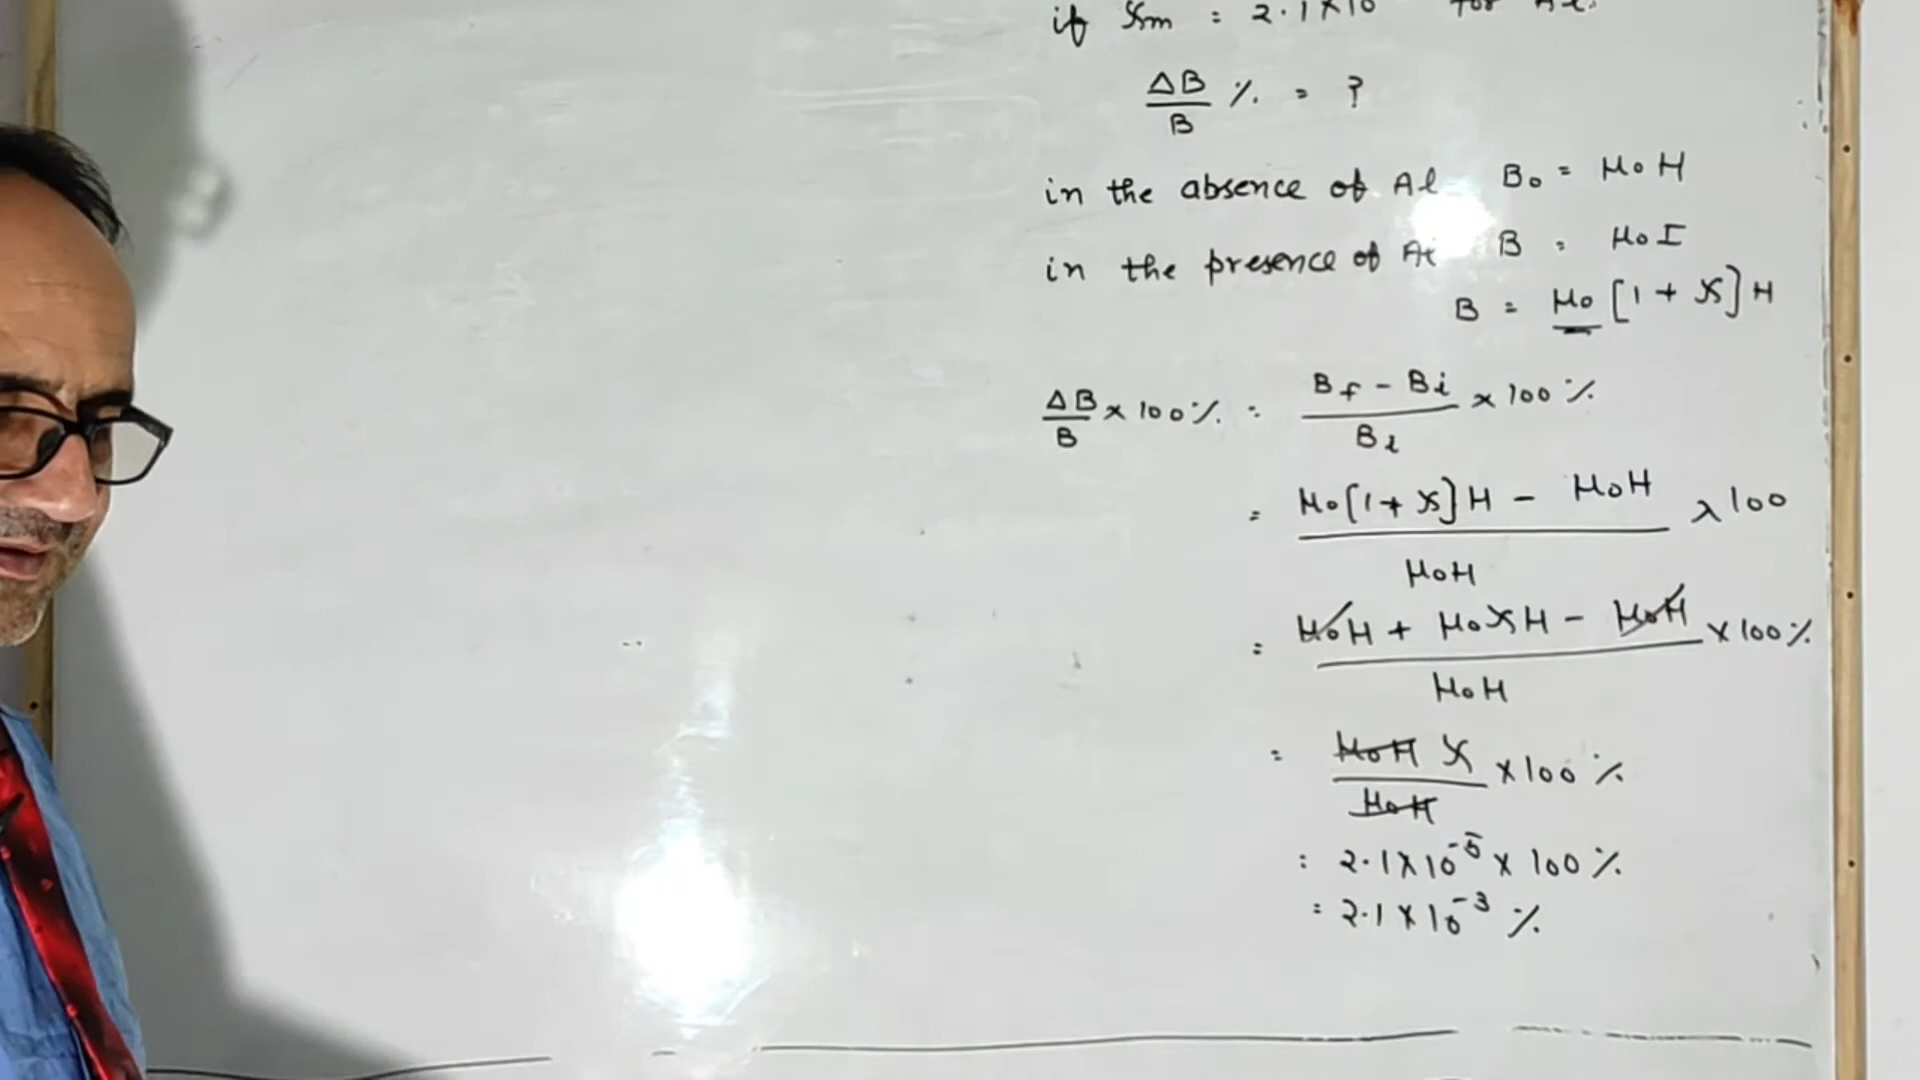 if χm = 2.1×10 for Al.
ΔB/B % = ?
in the absence of Al B₀ = μ₀H
in the presence of Al B = μ₀I
B = μ₀[1 + χ]H
ΔB/B × 100% = Bf - Bi/Bi × 100%
= μ₀[1 + χ]H - μ₀H/μ₀H × 100
= μ₀H + μ₀χH - μ₀H/μ₀H × 100%
= μ₀H χ/μ₀H × 100%
= 2.1×10⁻⁵ × 100%
= 2.1×10⁻³ %